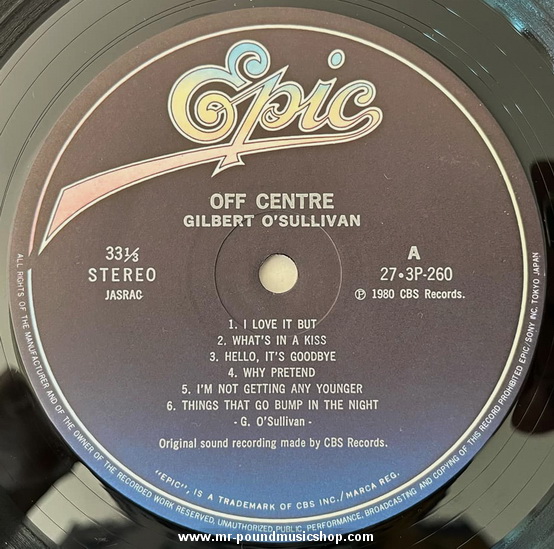 Epic
OFF CENTRE
GILBERT O'SULLIVAN
33⅓
STEREO
JASRAC
A
27•3P-260
Ⓟ 1980 CBS Records.
1. I LOVE IT BUT
2. WHAT'S IN A KISS
3. HELLO, IT'S GOODBYE
4. WHY PRETEND
5. I'M NOT GETTING ANY YOUNGER
6. THINGS THAT GO BUMP IN THE NIGHT
- G. O'Sullivan -
Original sound recording made by CBS Records.
"EPIC", IS A TRADEMARK OF CBS INC./MARCA REG.
ALL RIGHTS OF THE MANUFACTURER AND OF THE OWNER OF THE RECORDED WORK RESERVED. UNAUTHORIZED PUBLIC PERFORMANCE, BROADCASTING AND COPYING OF THIS RECORD PROHIBITED EPIC/SONY INC. TOKYO JAPAN
www.mr-poundmusicshop.com